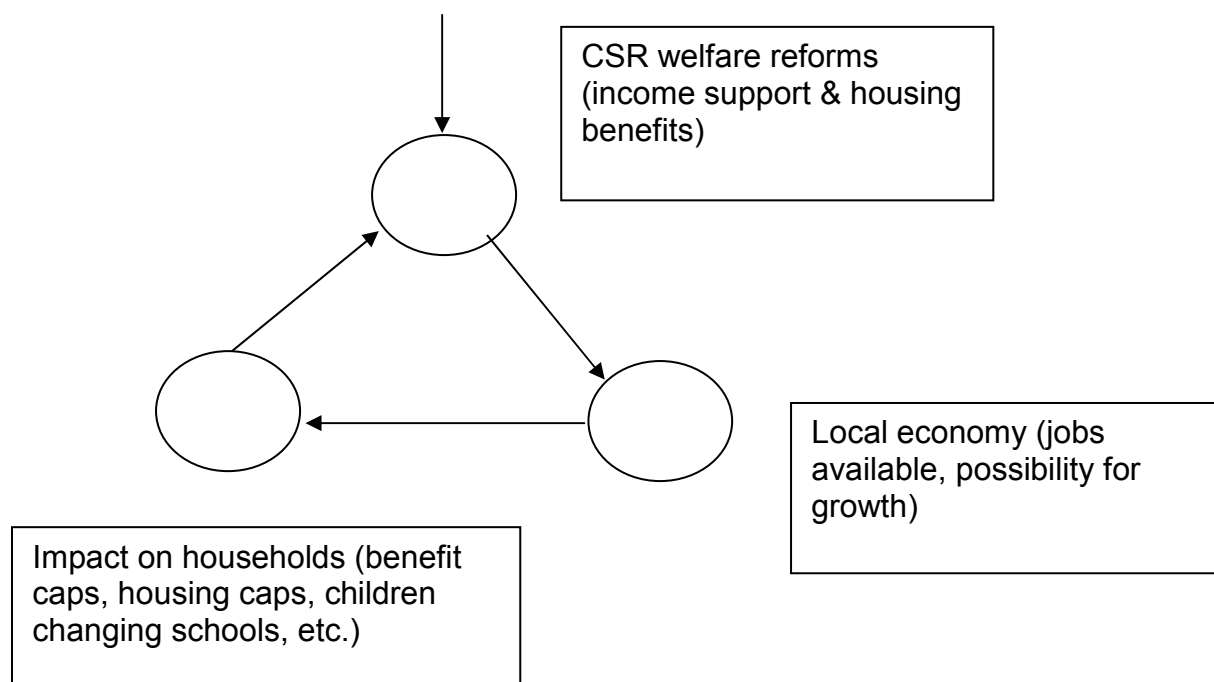 CSR welfare reforms
(income support & housing
benefits)
Local economy (jobs
available, possibility for
growth)
Impact on households (benefit
caps, housing caps, children
changing schools, etc.)